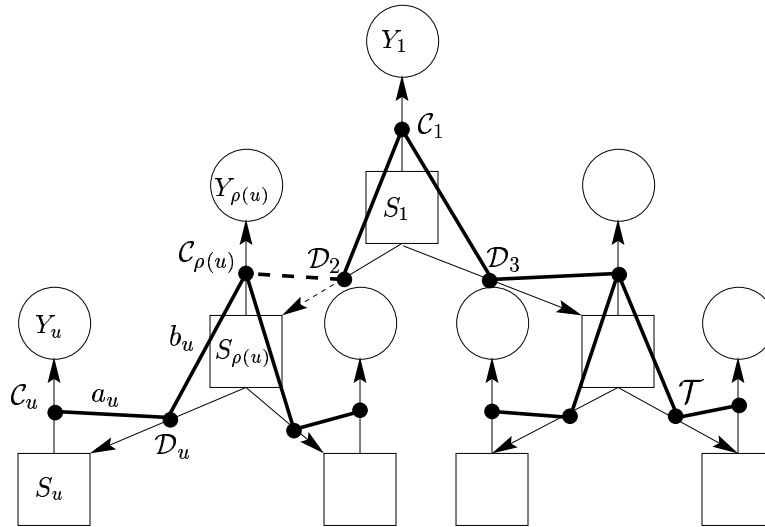 Y_1
𝒞_1
Y_{ρ(u)}
S_1
𝒞_{ρ(u)}
𝒟_2
𝒟_3
Y_u
b_u
S_{ρ(u)}
𝒞_u
a_u
𝒯
𝒟_u
S_u